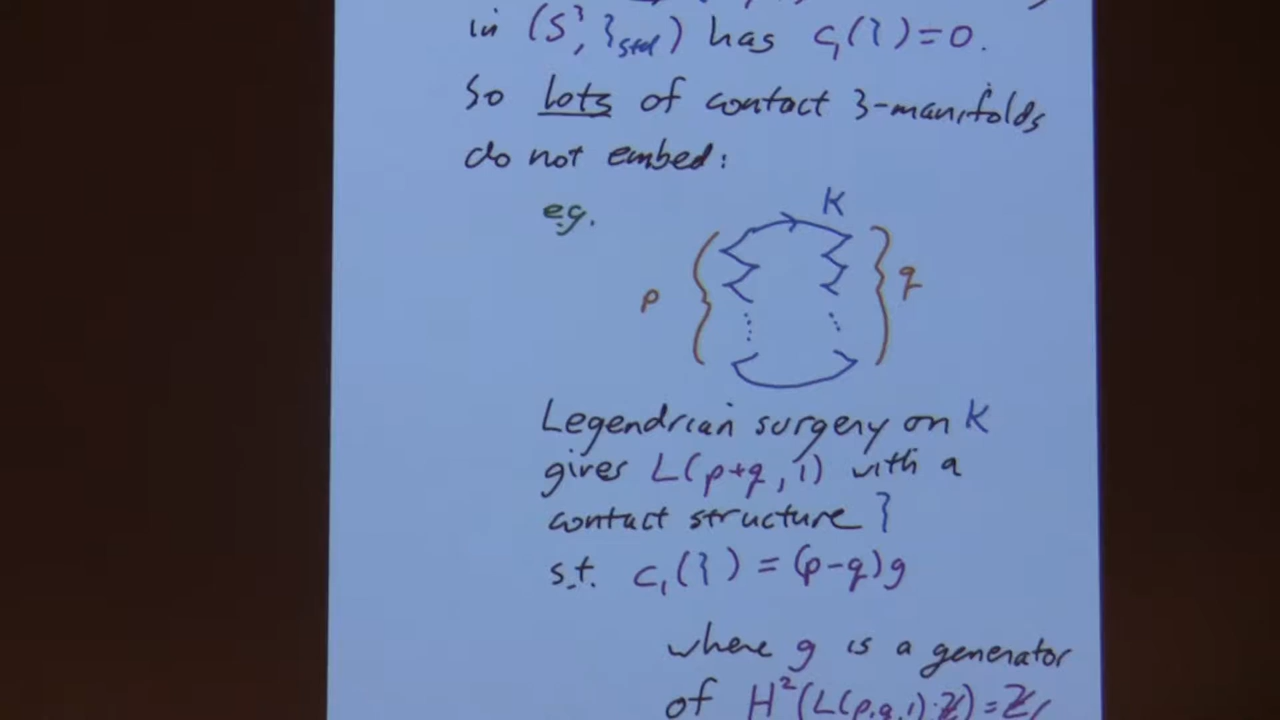 in (S³, ξstd) has c₁(ξ)=0.
So lots of contact 3-manifolds
do not embed:
eg.
K
p
q
Legendrian surgery on K
gives L(p+q, 1) with a
contact structure ξ
s.t. c₁(ξ) = (p-q)g
where g is a generator
of H²(L(p,q,1);ℤ)=ℤ/